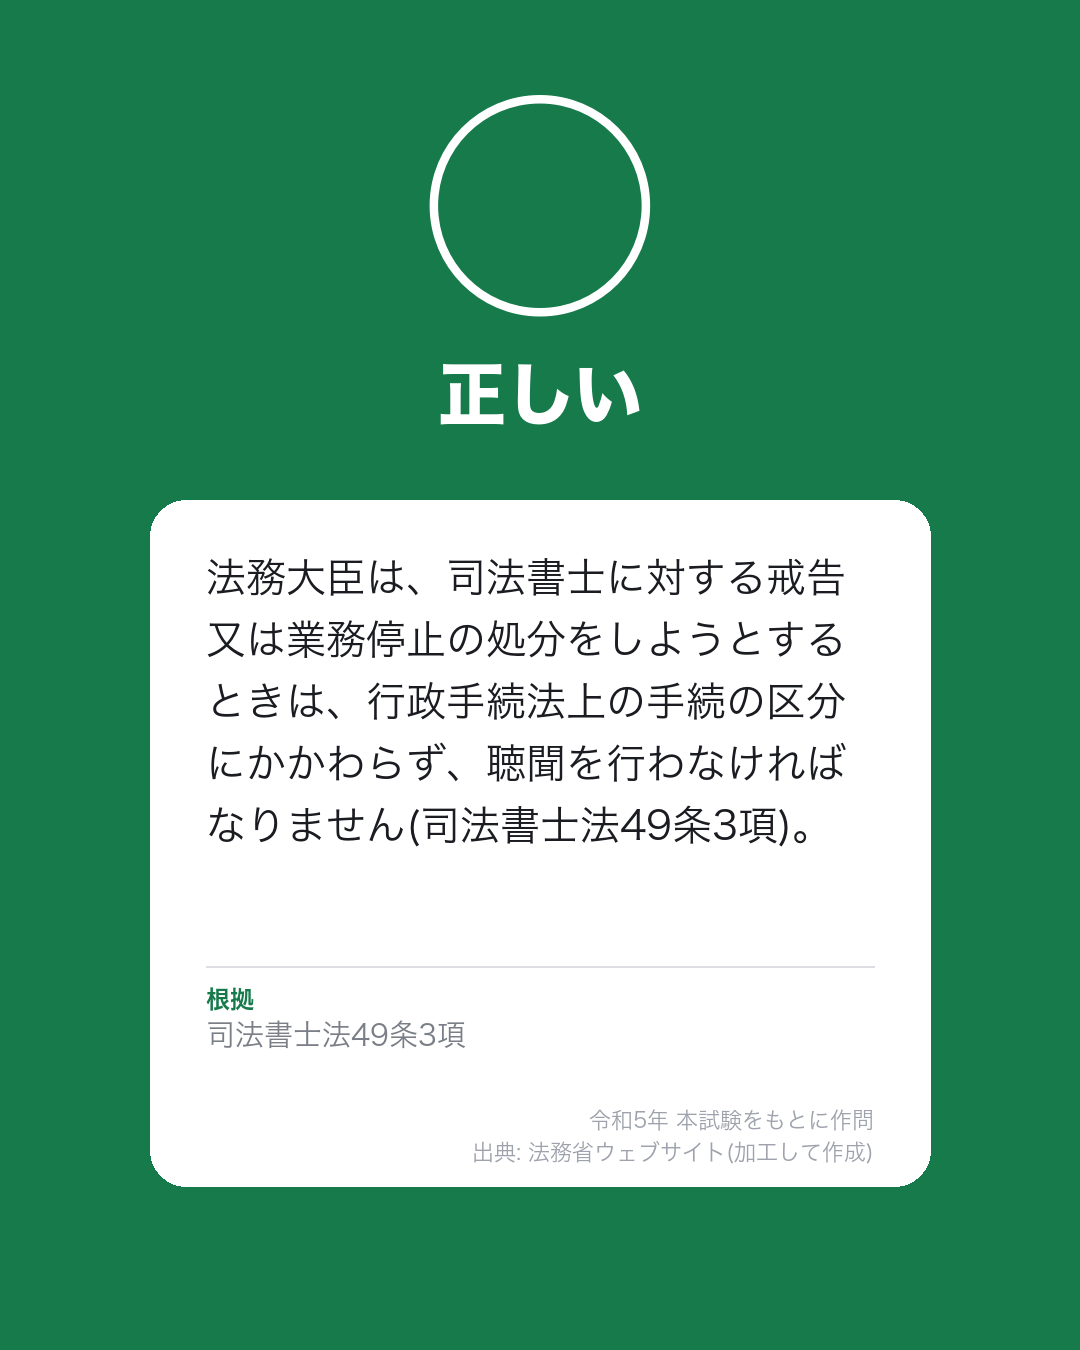 正しい
法務大臣は、司法書士に対する戒告
又は業務停止の処分をしようとする
ときは、行政手続法上の手続の区分
にかかわらず、聴聞を行わなければ
なりません(司法書士法49条3項)。
根拠
司法書士法49条3項
令和5年 本試験をもとに作問
出典: 法務省ウェブサイト(加工して作成)